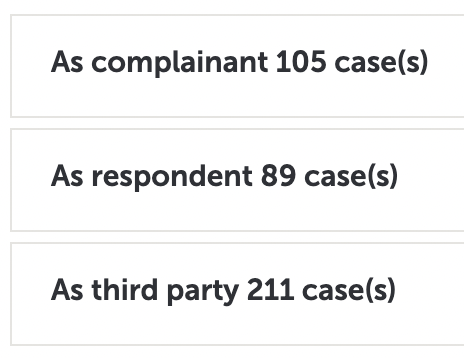 As complainant 105 case(s)
As respondent 89 case(s)
As third party 211 case(s)